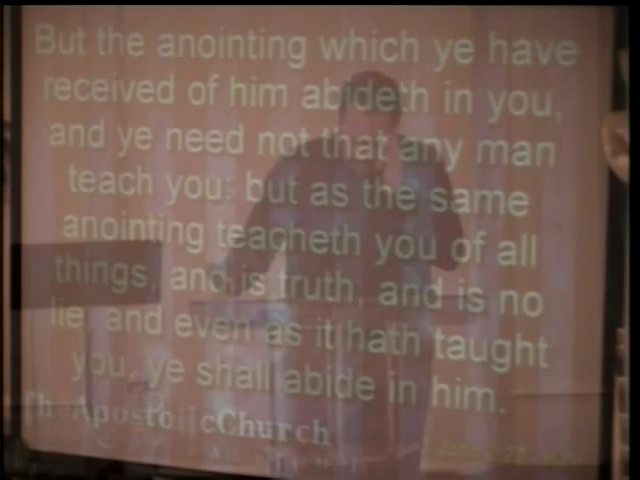 But the anointing which ye have
received of him abideth in you,
and ye need not that any man
teach you: but as the same
anointing teacheth you of all
things, and is truth, and is no
lie, and even as it hath taught
you, ye shall abide in him.
TheApostolicChurch